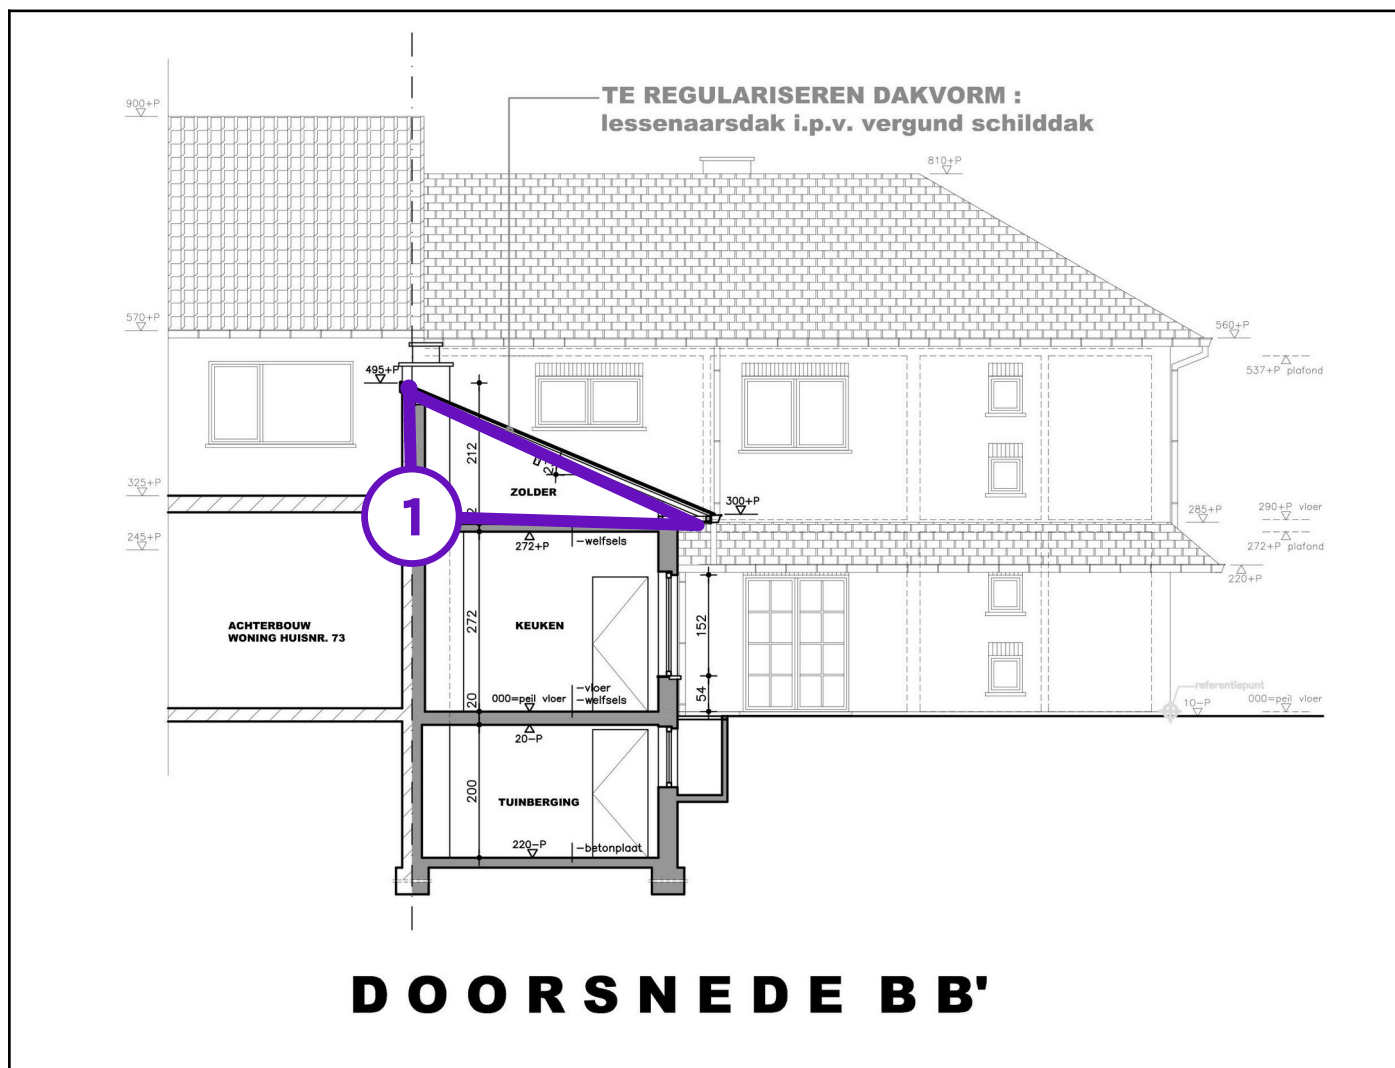 TE REGULARISEREN DAKVORM :
lessenaarsdak i.p.v. vergund schilddak
900+P
810+P
570+P
560+P
537+P plafond
495+P
212
ZOLDER
325+P
300+P
285+P
290+P vloer
245+P
272+P
-welfsels
272+P plafond
220+P
1
ACHTERBOUW
WONING HUISNR. 73
272
KEUKEN
152
20
000=peil vloer
-vloer
-welfsels
54
referentiepunt
10-P
000=peil vloer
20-P
200
TUINBERGING
220-P
-betonplaat
DOORSNEDE BB'